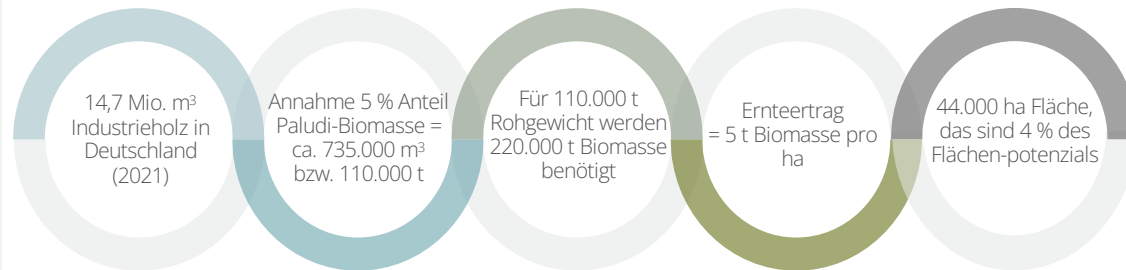 14,7 Mio. m³
Industrieholz in
Deutschland
(2021)
Annahme 5 % Anteil
Paludi-Biomasse =
ca. 735.000 m³
bzw. 110.000 t
Für 110.000 t
Rohgewicht werden
220.000 t Biomasse
benötigt
Ernteertrag
= 5 t Biomasse pro
ha
44.000 ha Fläche,
das sind 4 % des
Flächen-potenzials